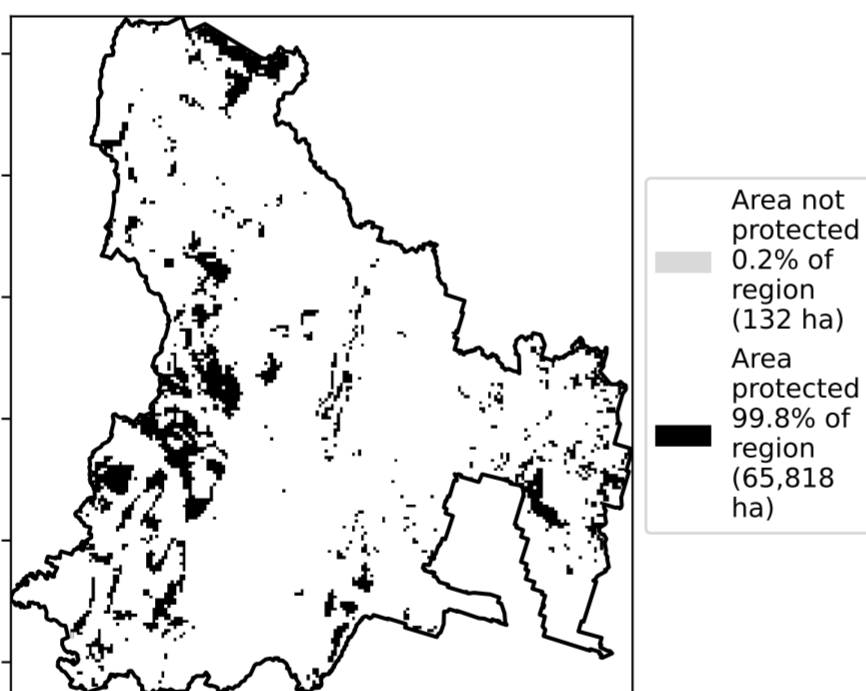 Area not
protected
0.2% of
region
(132 ha)
Area
protected
99.8% of
region
(65,818
ha)